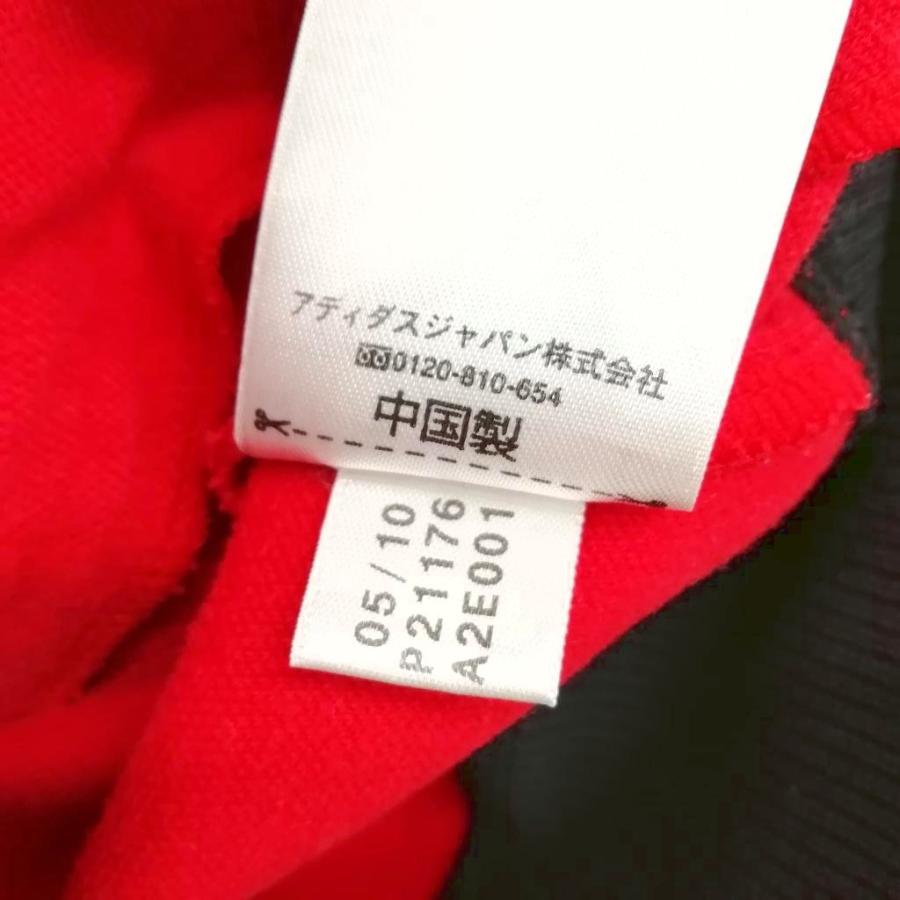 アディダスジャパン株式会社
0120-810-654
中国製
05/10
P21176
A2E001